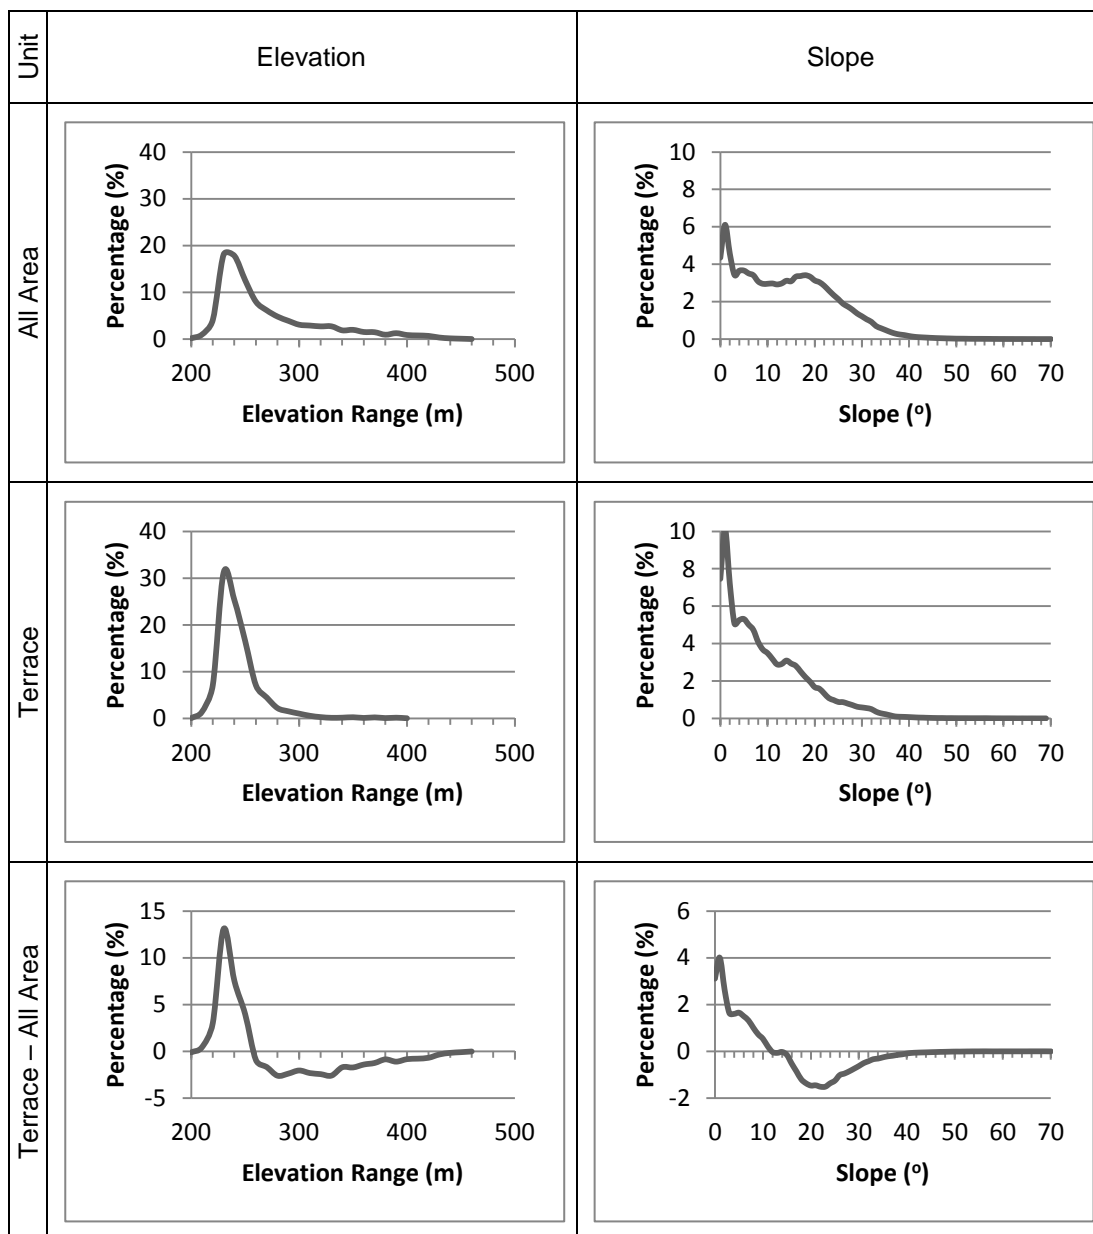 Unit
Elevation
Slope
All Area
Percentage (%)
40
30
20
10
0
200 300 400 500
Elevation Range (m)
Percentage (%)
10
8
6
4
2
0
0 10 20 30 40 50 60 70
Slope (º)
Terrace
Percentage (%)
40
30
20
10
0
200 300 400 500
Elevation Range (m)
Percentage (%)
10
8
6
4
2
0
0 10 20 30 40 50 60 70
Slope (º)
Terrace – All Area
Percentage (%)
15
10
5
0
-5
200 300 400 500
Elevation Range (m)
Percentage (%)
6
4
2
0
-2
0 10 20 30 40 50 60 70
Slope (º)